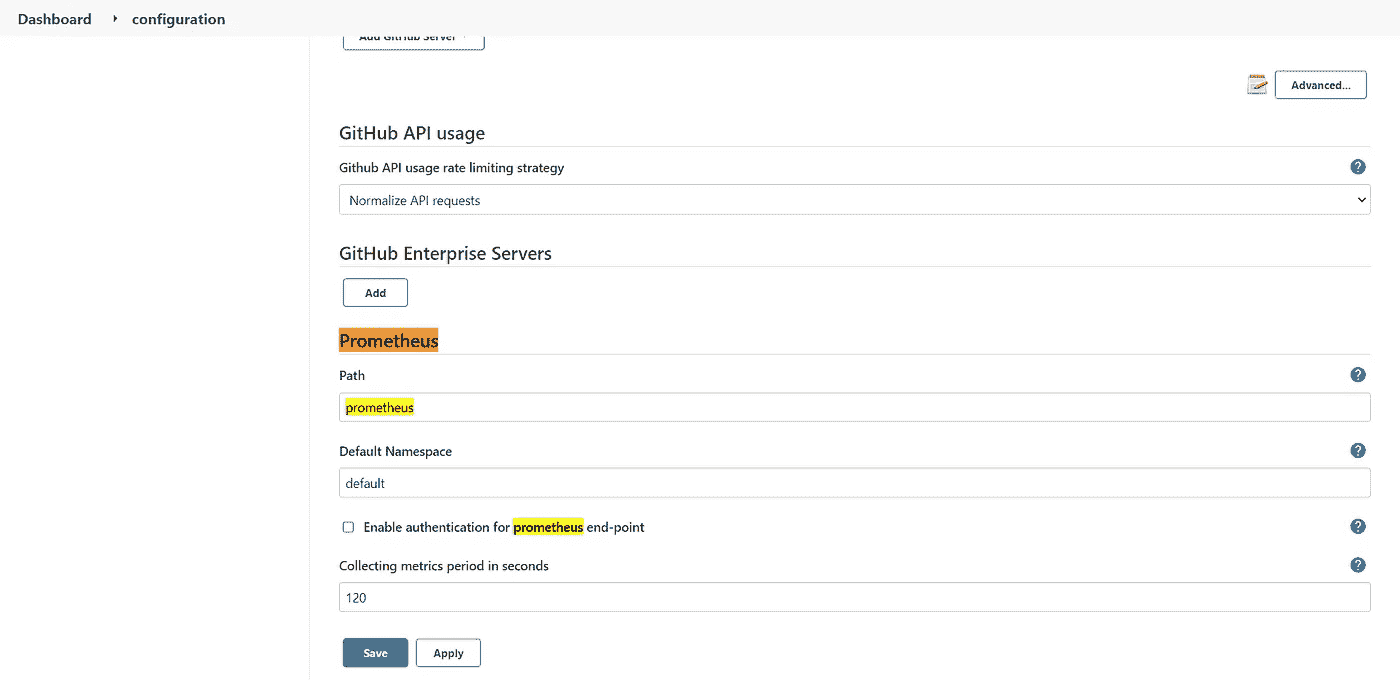 Dashboard configuration
Add GitHub Server
Advanced...
GitHub API usage
Github API usage rate limiting strategy
Normalize API requests
GitHub Enterprise Servers
Add
Prometheus
Path
prometheus
Default Namespace
default
Enable authentication for prometheus end-point
Collecting metrics period in seconds
120
Save Apply